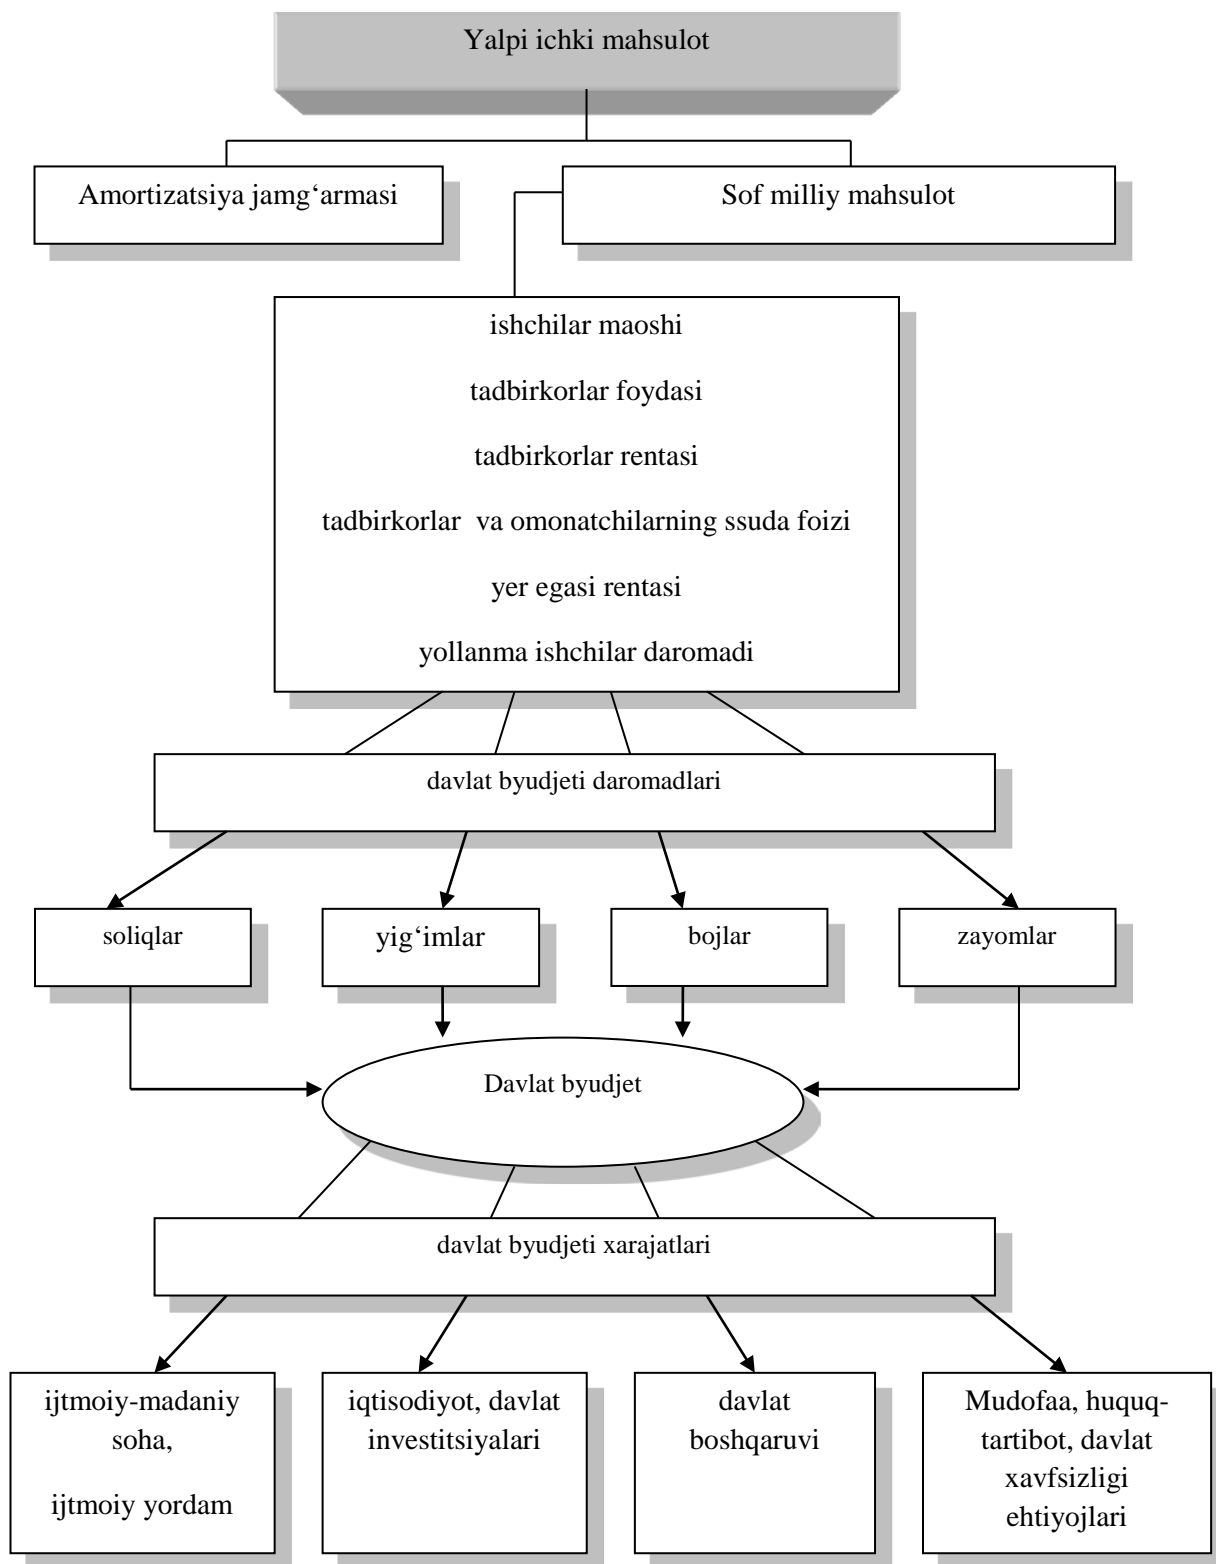 Yalpi ichki mahsulot
Amortizatsiya jamg‘armasi
Sof milliy mahsulot
ishchilar maoshi
tadbirkorlar foydasi
tadbirkorlar rentasi
tadbirkorlar va omonatchilarning ssuda foizi
yer egasi rentasi
yollanma ishchilar daromadi
davlat byudjeti daromadlari
soliqlar
yig‘imlar
bojlar
zayomlar
Davlat byudjet
davlat byudjeti xarajatlari
ijtmoiy-madaniy
soha,
ijtmoiy yordam
iqtisodiyot, davlat
investitsiyalari
davlat
boshqaruvi
Mudofaa, huquq-
tartibot, davlat
xavfsizligi
ehtiyojlari